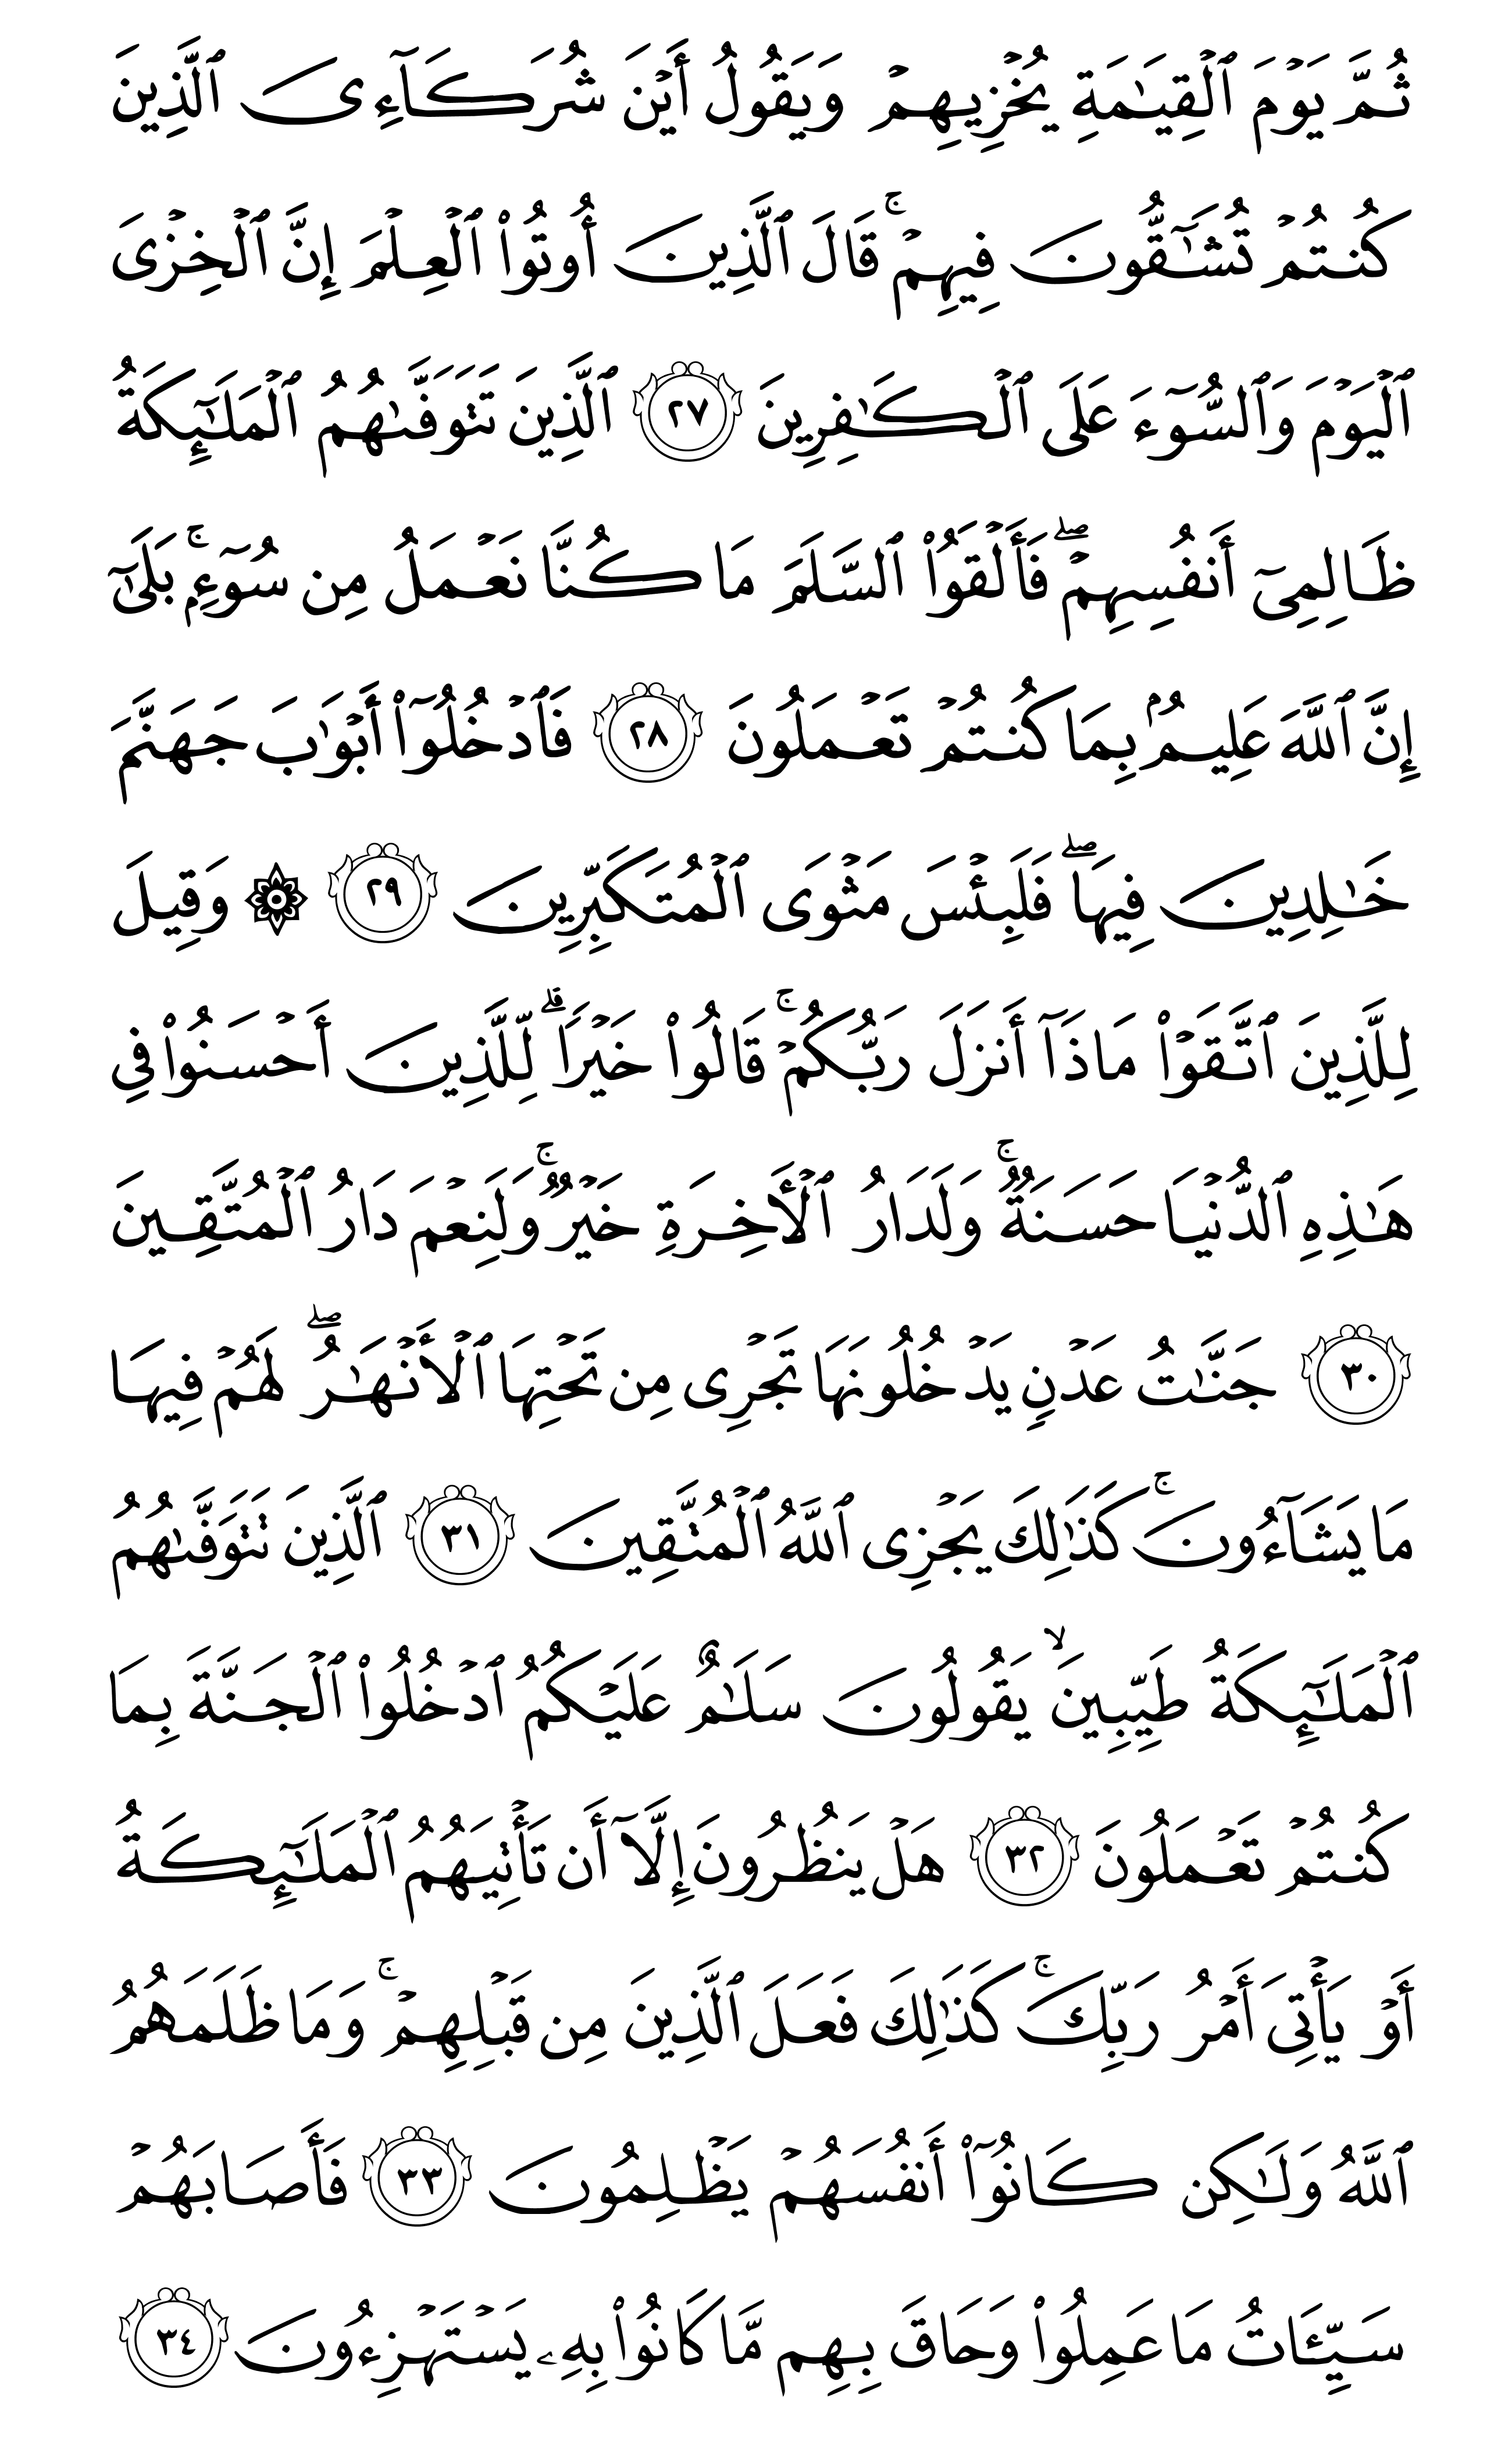 ثُمَّ يَوْمَ ٱلْقِيَـٰمَةِ يُخْزِيهِمْ وَيَقُولُ أَيْنَ شُرَكَآءِىَ ٱلَّذِينَ
كُنتُمْ تُشَـٰٓقُّونَ فِيهِمْ ۚ قَالَ ٱلَّذِينَ أُوتُوا۟ ٱلْعِلْمَ إِنَّ ٱلْخِزْىَ
ٱلْيَوْمَ وَٱلسُّوٓءَ عَلَى ٱلْكَـٰفِرِينَ ٢٧ ٱلَّذِينَ تَتَوَفَّىٰهُمُ ٱلْمَلَـٰٓئِكَةُ
ظَالِمِىٓ أَنفُسِهِمْ ۖ فَأَلْقَوُا۟ ٱلسَّلَمَ مَا كُنَّا نَعْمَلُ مِن سُوٓءٍۭ ۚ بَلَىٰٓ
إِنَّ ٱللَّهَ عَلِيمٌۢ بِمَا كُنتُمْ تَعْمَلُونَ ٢٨ فَٱدْخُلُوٓا۟ أَبْوَٰبَ جَهَنَّمَ
خَـٰلِدِينَ فِيهَا ۖ فَلَبِئْسَ مَثْوَى ٱلْمُتَكَبِّرِينَ ٢٩ ۞ وَقِيلَ
لِلَّذِينَ ٱتَّقَوْا۟ مَاذَآ أَنزَلَ رَبُّكُمْ ۚ قَالُوا۟ خَيْرًا ۗ لِّلَّذِينَ أَحْسَنُوا۟ فِى
هَـٰذِهِ ٱلدُّنْيَا حَسَنَةٌ ۚ وَلَدَارُ ٱلْـَٔاخِرَةِ خَيْرٌ ۚ وَلَنِعْمَ دَارُ ٱلْمُتَّقِينَ
٣٠ جَنَّـٰتُ عَدْنٍ يَدْخُلُونَهَا تَجْرِى مِن تَحْتِهَا ٱلْأَنْهَـٰرُ ۖ لَهُمْ فِيهَا
مَا يَشَآءُونَ ۚ كَذَٰلِكَ يَجْزِى ٱللَّهُ ٱلْمُتَّقِينَ ٣١ ٱلَّذِينَ تَتَوَفَّىٰهُمُ
ٱلْمَلَـٰٓئِكَةُ طَيِّبِينَ ۙ يَقُولُونَ سَلَـٰمٌ عَلَيْكُمُ ٱدْخُلُوا۟ ٱلْجَنَّةَ بِمَا
كُنتُمْ تَعْمَلُونَ ٣٢ هَلْ يَنظُرُونَ إِلَّآ أَن تَأْتِيَهُمُ ٱلْمَلَـٰٓئِكَةُ
أَوْ يَأْتِىَ أَمْرُ رَبِّكَ ۚ كَذَٰلِكَ فَعَلَ ٱلَّذِينَ مِن قَبْلِهِمْ ۚ وَمَا ظَلَمَهُمُ
ٱللَّهُ وَلَـٰكِن كَانُوٓا۟ أَنفُسَهُمْ يَظْلِمُونَ ٣٣ فَأَصَابَهُمْ
سَيِّـَٔاتُ مَا عَمِلُوا۟ وَحَاقَ بِهِم مَّا كَانُوا۟ بِهِۦ يَسْتَهْزِءُونَ ٣٤